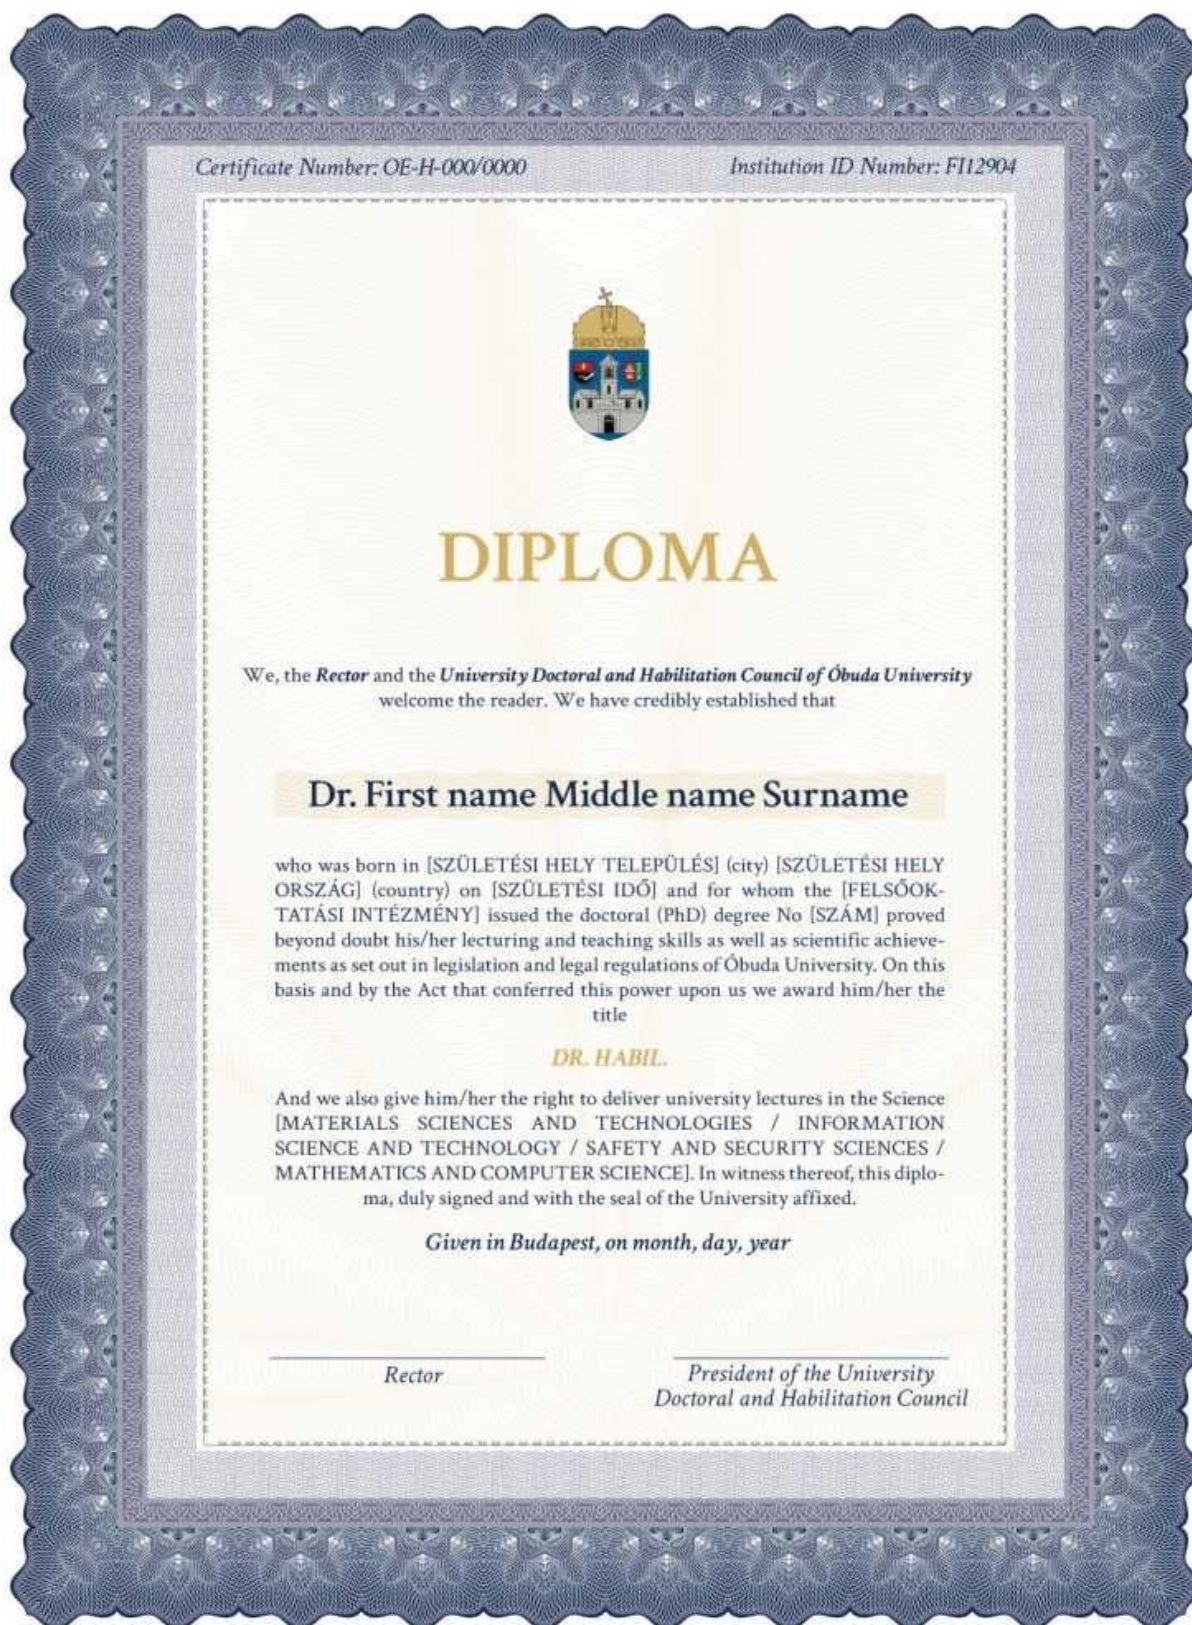 Certificate Number: OE-H-000/0000
Institution ID Number: FI12904
DIPLOMA
We, the Rector and the University Doctoral and Habilitation Council of Óbuda University
welcome the reader. We have credibly established that
Dr. First name Middle name Surname
who was born in [SZÜLETÉSI HELY TELEPÜLÉS] (city) [SZÜLETÉSI HELY
ORSZÁG] (country) on [SZÜLETÉSI IDŐ] and for whom the [FELSŐOK-
TATÁSI INTÉZMÉNY] issued the doctoral (PhD) degree No [SZÁM] proved
beyond doubt his/her lecturing and teaching skills as well as scientific achieve-
ments as set out in legislation and legal regulations of Óbuda University. On this
basis and by the Act that conferred this power upon us we award him/her the
title
DR. HABIL.
And we also give him/her the right to deliver university lectures in the Science
[MATERIALS SCIENCES AND TECHNOLOGIES / INFORMATION
SCIENCE AND TECHNOLOGY / SAFETY AND SECURITY SCIENCES /
MATHEMATICS AND COMPUTER SCIENCE]. In witness thereof, this diplo-
ma, duly signed and with the seal of the University affixed.
Given in Budapest, on month, day, year
Rector
President of the University
Doctoral and Habilitation Council